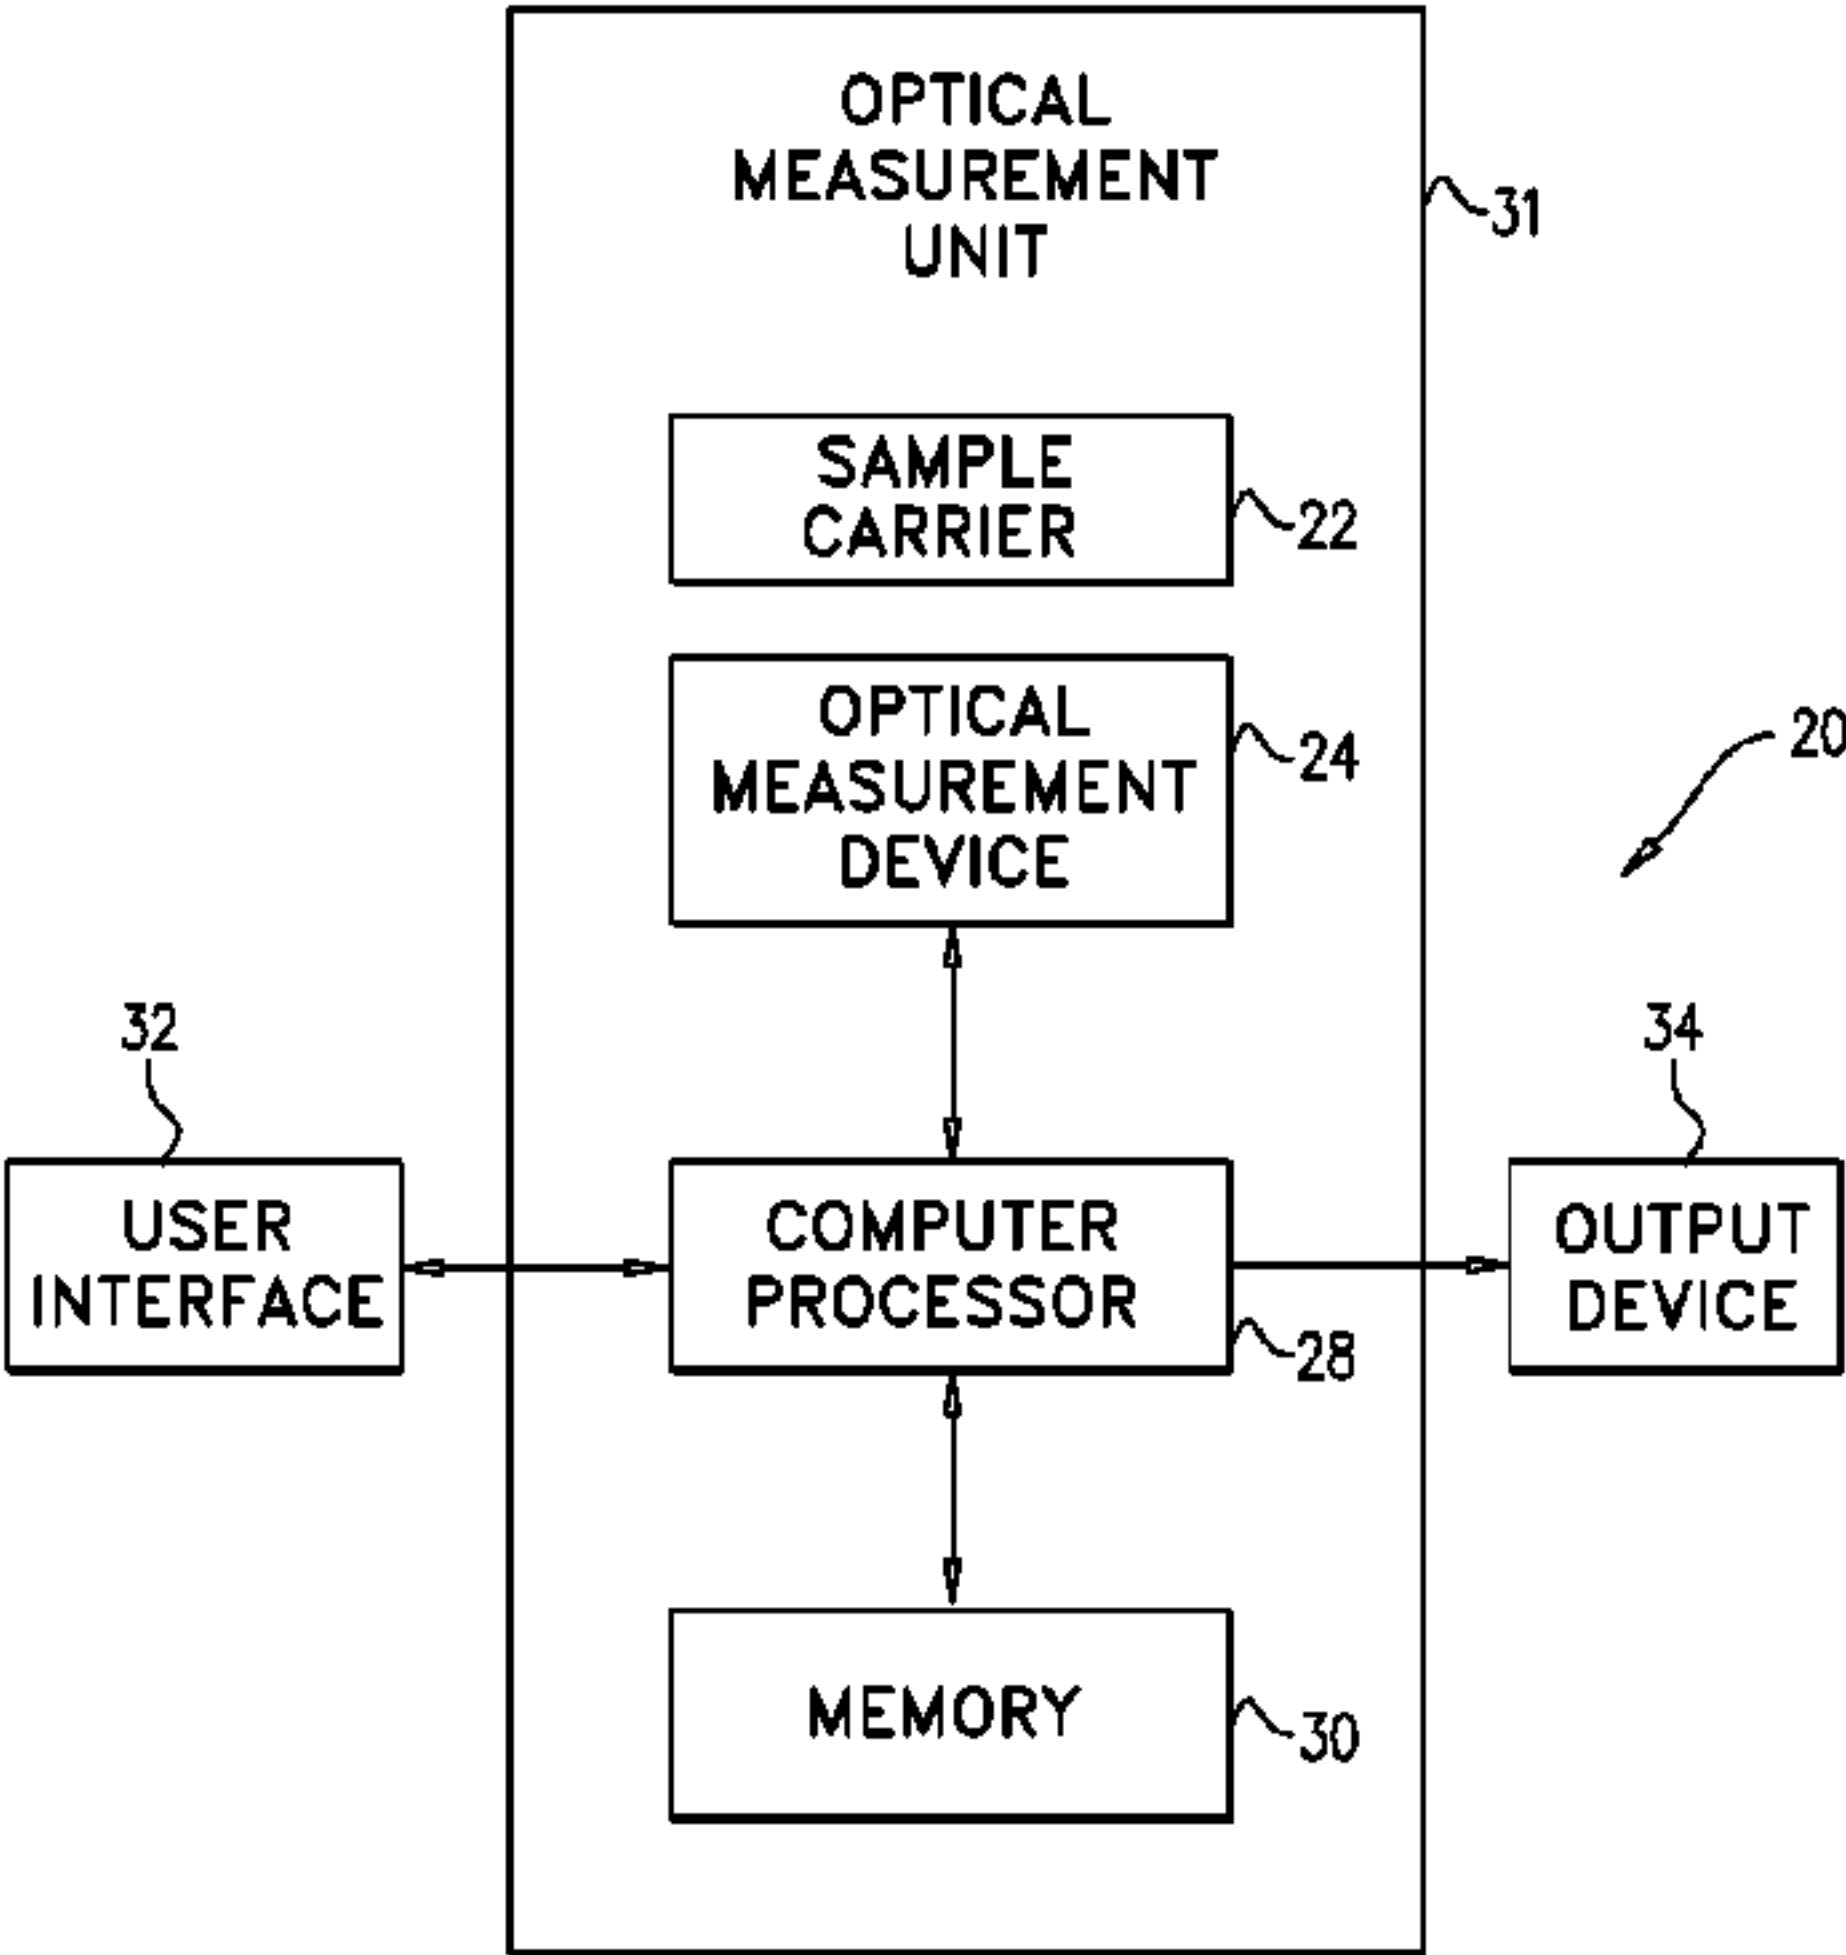 OPTICAL
MEASUREMENT
UNIT
31
SAMPLE
CARRIER
22
OPTICAL
MEASUREMENT
DEVICE
24
20
32
34
USER
INTERFACE
COMPUTER
PROCESSOR
28
OUTPUT
DEVICE
MEMORY
30